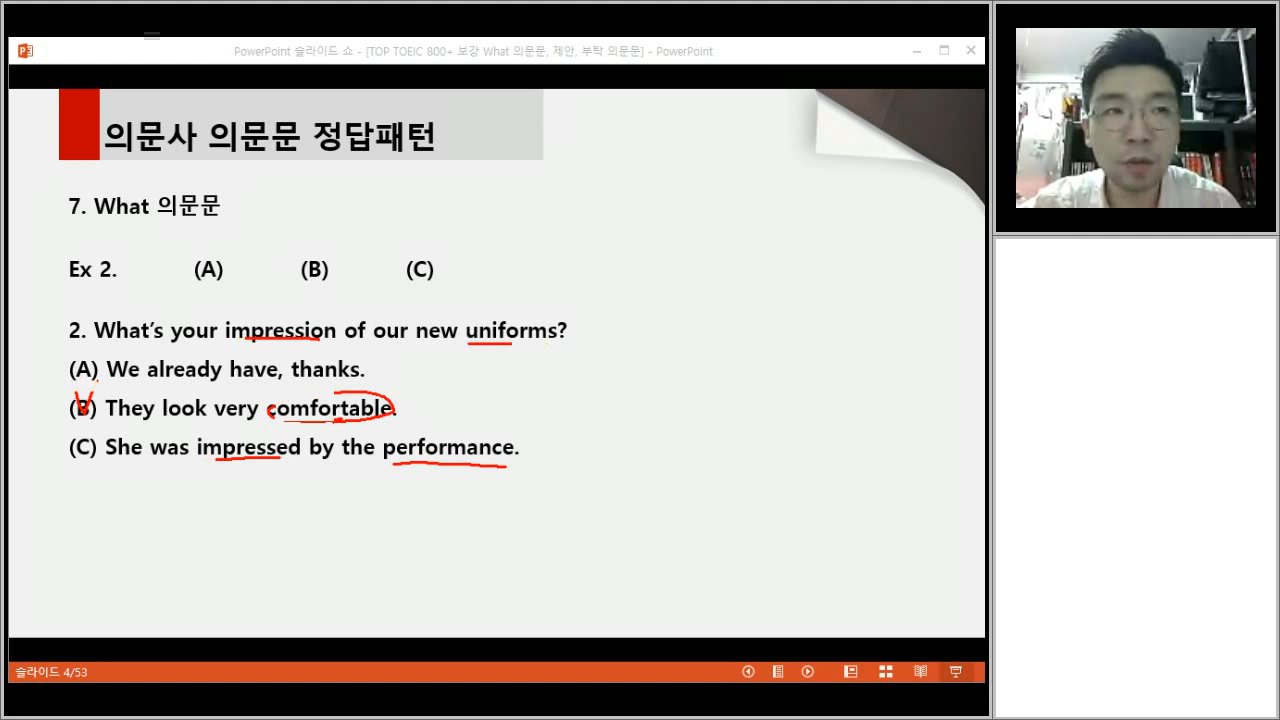 PowerPoint 슬라이드 쇼 - [TOP TOEIC 800+ 보강 What 의문문, 제안, 부탁 의문문] - PowerPoint
의문사 의문문 정답패턴
7. What 의문문
Ex 2. (A) (B) (C)
2. What's your impression of our new uniforms?
(A) We already have, thanks.
(B) They look very comfortable.
(C) She was impressed by the performance.
슬라이드 4/53